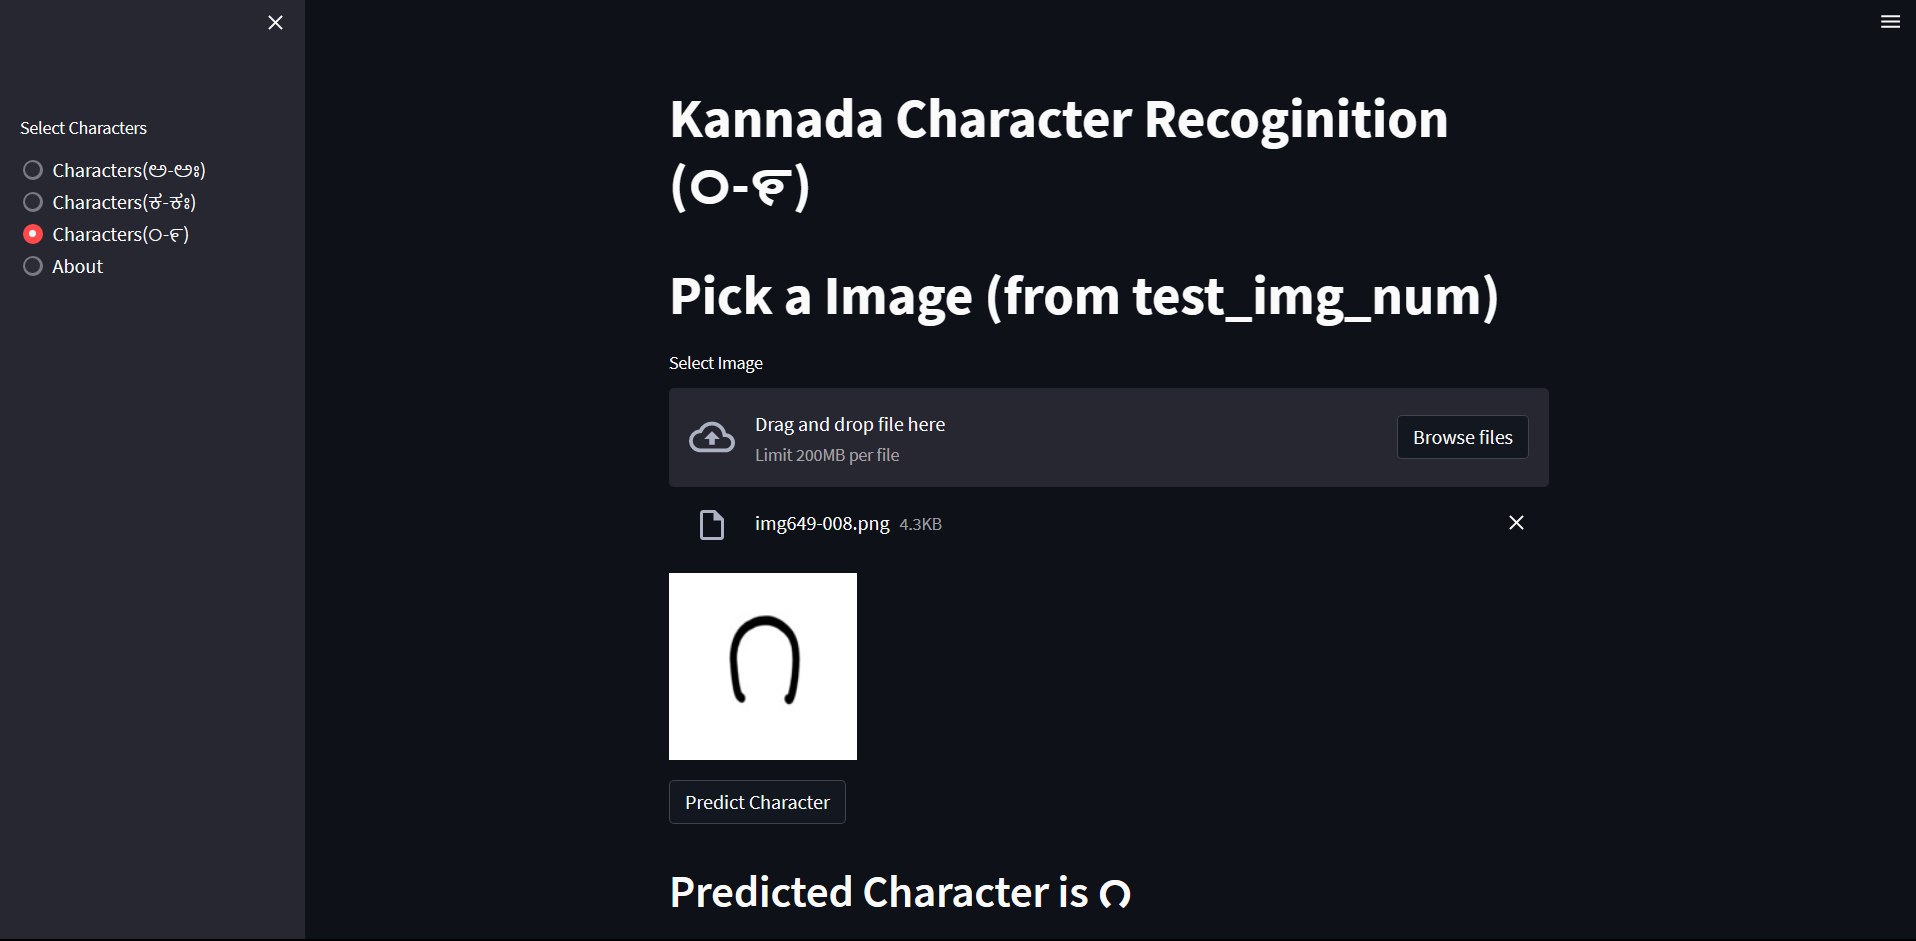 Select Characters
Characters(ಅ-ಅಃ)
Characters(ಕ-ಕಃ)
Characters(೦-೯)
About
Kannada Character Recoginition
(೦-೯)
Pick a Image (from test_img_num)
Select Image
Drag and drop file here
Limit 200MB per file
Browse files
img649-008.png 4.3KB
೧
Predict Character
Predicted Character is ೧